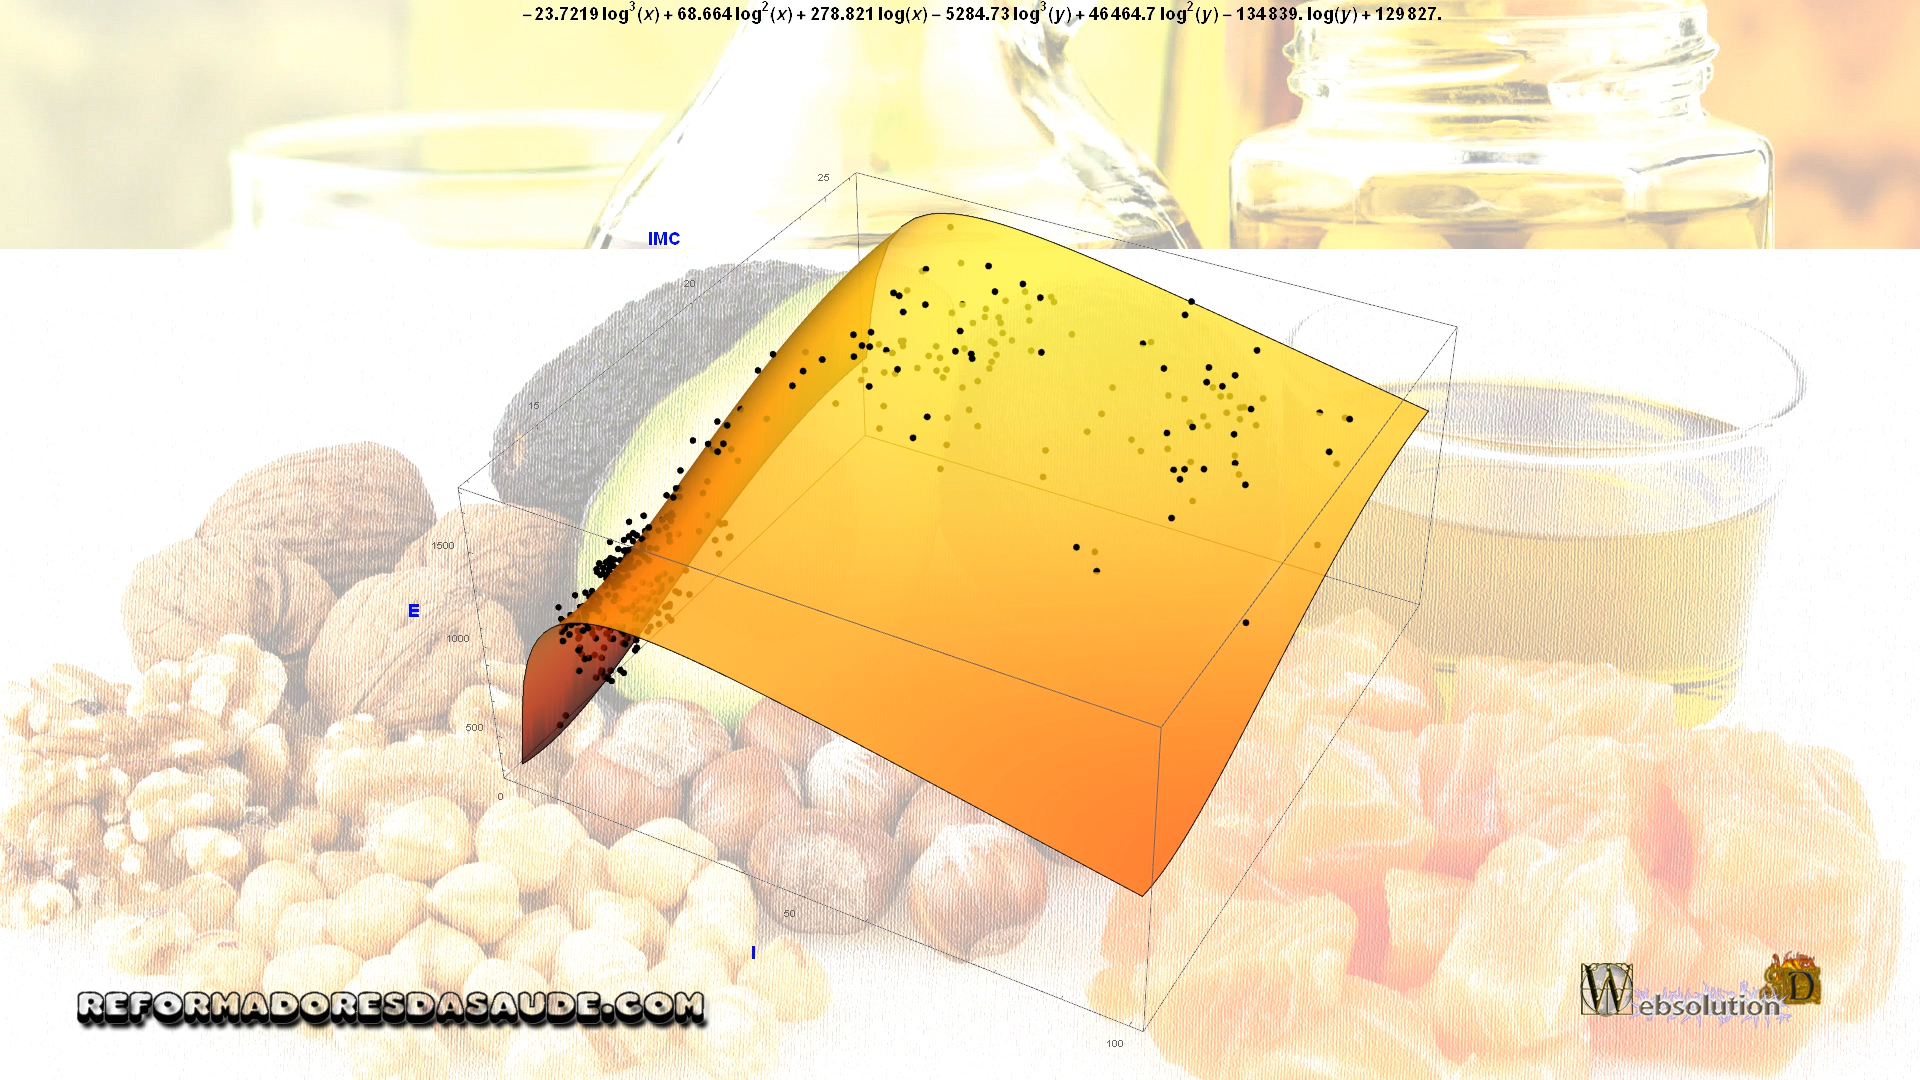 −23.7219 log³(x) + 68.664 log²(x) + 278.821 log(x) − 5284.73 log³(y) + 46464.7 log²(y) − 134839. log(y) + 129827.
25
IMC
20
15
1500
E
1000
500
0
50
I
100
REFORMADORESDASAUDE.COM
Websolution D